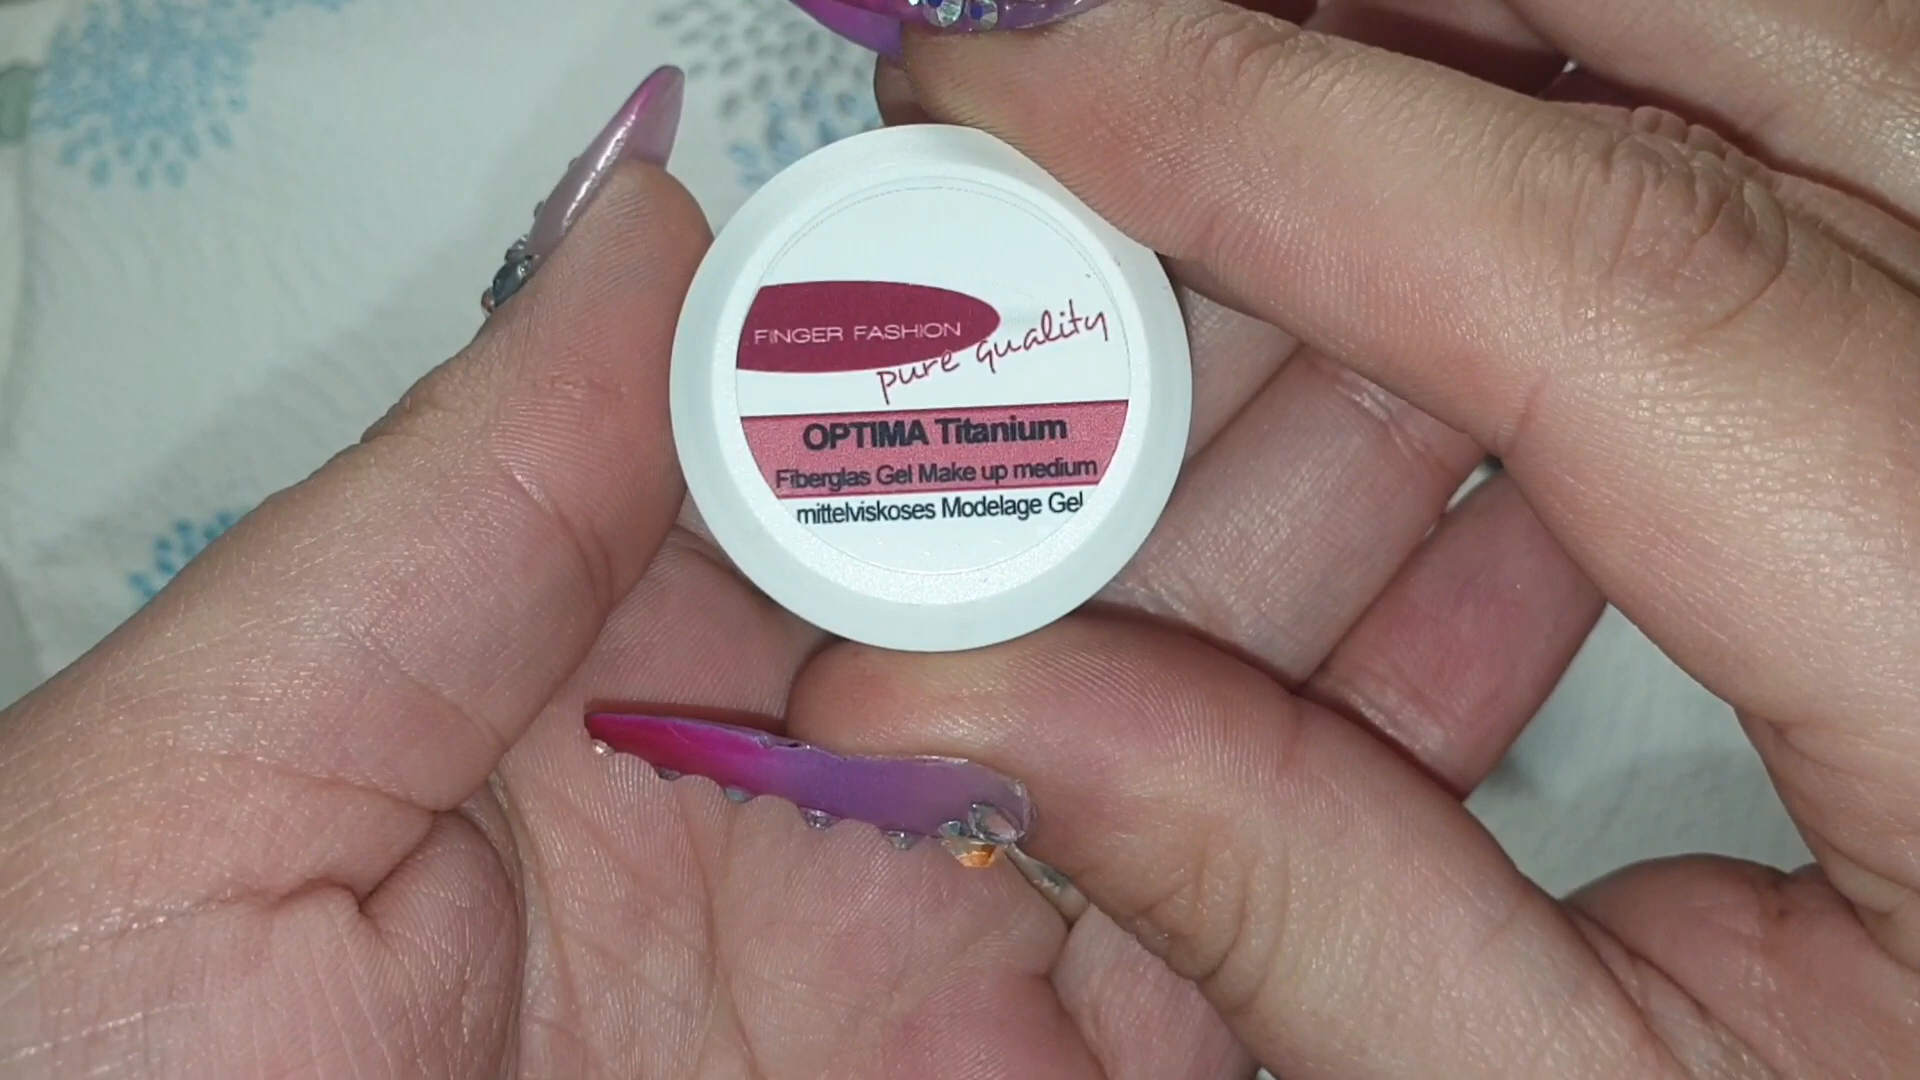 FINGER FASHION
pure quality
OPTIMA Titanium
Fiberglas Gel Make up medium
mittelviskoses Modelage Gel